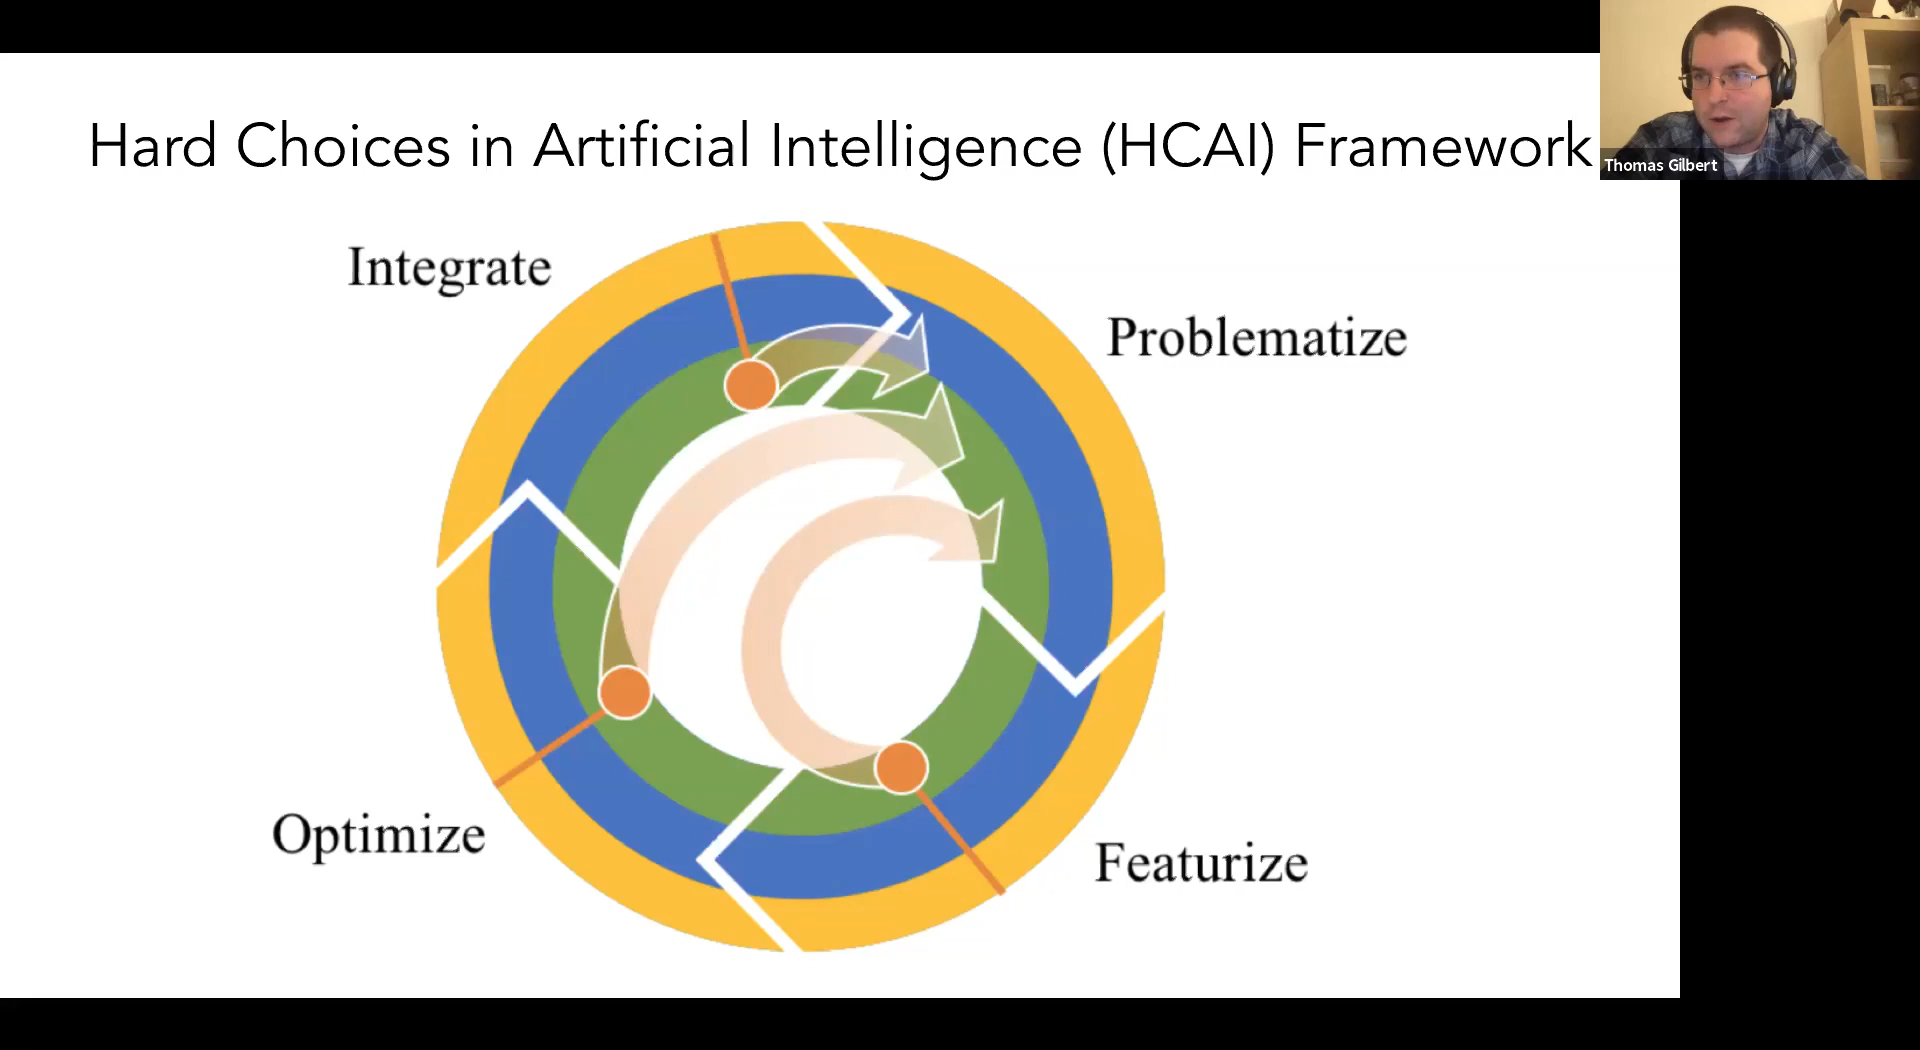 Hard Choices in Artificial Intelligence (HCAI) Framework
Thomas Gilbert
Integrate
Problematize
Optimize
Featurize